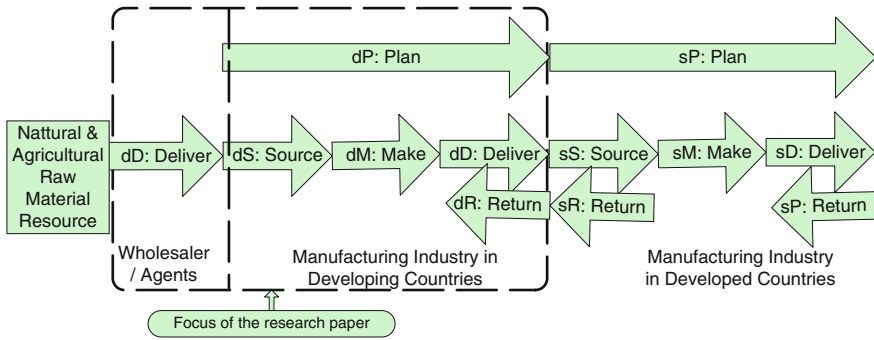 dP: Plan
sP: Plan
Nattural &
Agricultural
Raw
Material
Resource
dD: Deliver
dS: Source
dM: Make
dD: Deliver
sS: Source
sM: Make
sD: Deliver
dR: Return
sR: Return
sP: Return
Wholesaler
/ Agents
Manufacturing Industry in
Developing Countries
Manufacturing Industry
in Developed Countries
Focus of the research paper